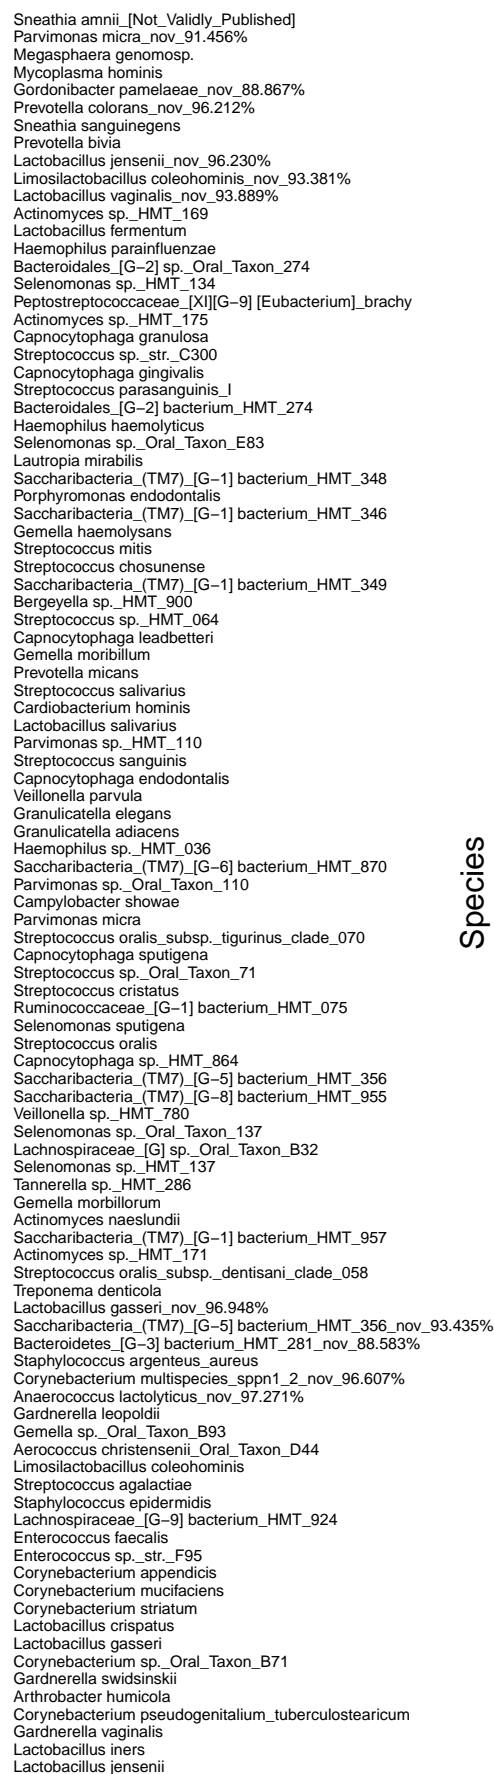 Sneathia amnii_[Not_Validly_Published]
Parvimonas micra_nov_91.456%
Megasphaera genomosp.
Mycoplasma hominis
Gordonibacter pamelaeae_nov_88.867%
Prevotella colorans_nov_96.212%
Sneathia sanguinegens
Prevotella bivia
Lactobacillus jensenii_nov_96.230%
Limosilactobacillus coleohominis_nov_93.381%
Lactobacillus vaginalis_nov_93.889%
Actinomyces sp._HMT_169
Lactobacillus fermentum
Haemophilus parainfluenzae
Bacteroidales_[G−2] sp._Oral_Taxon_274
Selenomonas sp._HMT_134
Peptostreptococcaceae_[XI][G−9] [Eubacterium]_brachy
Actinomyces sp._HMT_175
Capnocytophaga granulosa
Streptococcus sp._str._C300
Capnocytophaga gingivalis
Streptococcus parasanguinis_I
Bacteroidales_[G−2] bacterium_HMT_274
Haemophilus haemolyticus
Selenomonas sp._Oral_Taxon_E83
Lautropia mirabilis
Saccharibacteria_(TM7)_[G−1] bacterium_HMT_348
Porphyromonas endodontalis
Saccharibacteria_(TM7)_[G−1] bacterium_HMT_346
Gemella haemolysans
Streptococcus mitis
Streptococcus chosunense
Saccharibacteria_(TM7)_[G−1] bacterium_HMT_349
Bergeyella sp._HMT_900
Streptococcus sp._HMT_064
Capnocytophaga leadbetteri
Gemella moribillum
Prevotella micans
Streptococcus salivarius
Cardiobacterium hominis
Lactobacillus salivarius
Parvimonas sp._HMT_110
Streptococcus sanguinis
Capnocytophaga endodontalis
Veillonella parvula
Granulicatella elegans
Granulicatella adiacens
Haemophilus sp._HMT_036
Saccharibacteria_(TM7)_[G−6] bacterium_HMT_870
Parvimonas sp._Oral_Taxon_110
Campylobacter showae
Parvimonas micra
Streptococcus oralis_subsp._tigurinus_clade_070
Capnocytophaga sputigena
Streptococcus sp._Oral_Taxon_71
Streptococcus cristatus
Ruminococcaceae_[G−1] bacterium_HMT_075
Selenomonas sputigena
Streptococcus oralis
Capnocytophaga sp._HMT_864
Saccharibacteria_(TM7)_[G−5] bacterium_HMT_356
Saccharibacteria_(TM7)_[G−8] bacterium_HMT_955
Veillonella sp._HMT_780
Selenomonas sp._Oral_Taxon_137
Lachnospiraceae_[G] sp._Oral_Taxon_B32
Selenomonas sp._HMT_137
Tannerella sp._HMT_286
Gemella morbillorum
Actinomyces naeslundii
Saccharibacteria_(TM7)_[G−1] bacterium_HMT_957
Actinomyces sp._HMT_171
Streptococcus oralis_subsp._dentisani_clade_058
Treponema denticola
Lactobacillus gasseri_nov_96.948%
Saccharibacteria_(TM7)_[G−5] bacterium_HMT_356_nov_93.435%
Bacteroidetes_[G−3] bacterium_HMT_281_nov_88.583%
Staphylococcus argenteus_aureus
Corynebacterium multispecies_sppn1_2_nov_96.607%
Anaerococcus lactolyticus_nov_97.271%
Gardnerella leopoldii
Gemella sp._Oral_Taxon_B93
Aerococcus christensenii_Oral_Taxon_D44
Limosilactobacillus coleohominis
Streptococcus agalactiae
Staphylococcus epidermidis
Lachnospiraceae_[G−9] bacterium_HMT_924
Enterococcus faecalis
Enterococcus sp._str._F95
Corynebacterium appendicis
Corynebacterium mucifaciens
Corynebacterium striatum
Lactobacillus crispatus
Lactobacillus gasseri
Corynebacterium sp._Oral_Taxon_B71
Gardnerella swidsinskii
Arthrobacter humicola
Corynebacterium pseudogenitalium_tuberculostearicum
Gardnerella vaginalis
Lactobacillus iners
Lactobacillus jensenii
Species